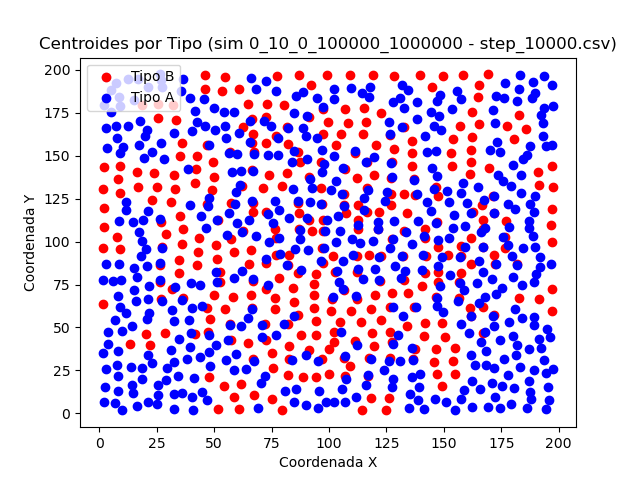 Centroides por Tipo (sim 0_10_0_100000_1000000 - step_10000.csv)
Tipo B
Tipo A
200
175
150
125
100
75
50
25
0
Coordenada Y
0 25 50 75 100 125 150 175 200
Coordenada X